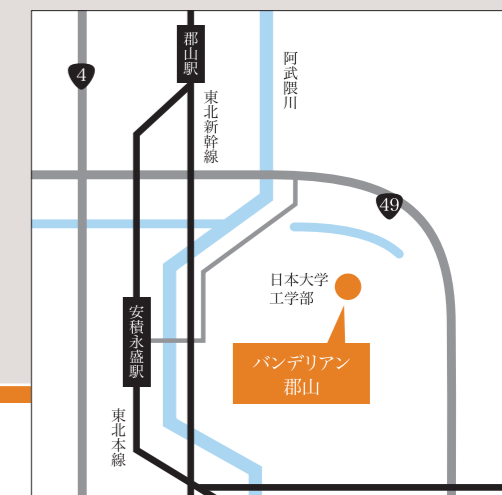 郡山駅
阿武隈川
4
東北新幹線
49
日本大学
工学部
安積永盛駅
バンデリアン
郡山
東北本線